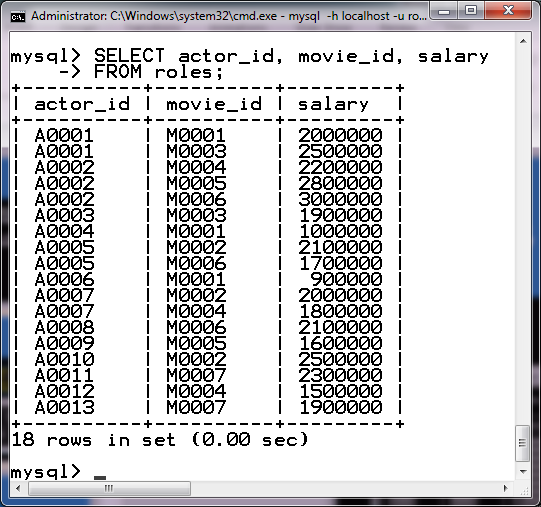 Administrator: C:\Windows\system32\cmd.exe - mysql -h localhost -u ro...
mysql> SELECT actor_id, movie_id, salary
    -> FROM roles;
+----------+----------+---------+
| actor_id | movie_id | salary  |
+----------+----------+---------+
| A0001    | M0001    | 2000000 |
| A0001    | M0003    | 2500000 |
| A0002    | M0004    | 2200000 |
| A0002    | M0005    | 2800000 |
| A0002    | M0006    | 3000000 |
| A0003    | M0003    | 1900000 |
| A0004    | M0001    | 1000000 |
| A0005    | M0002    | 2100000 |
| A0005    | M0006    | 1700000 |
| A0006    | M0001    |  900000 |
| A0007    | M0002    | 2000000 |
| A0007    | M0004    | 1800000 |
| A0008    | M0006    | 2100000 |
| A0009    | M0005    | 1600000 |
| A0010    | M0002    | 2500000 |
| A0011    | M0007    | 2300000 |
| A0012    | M0004    | 1500000 |
| A0013    | M0007    | 1900000 |
+----------+----------+---------+
18 rows in set (0.00 sec)
mysql> _